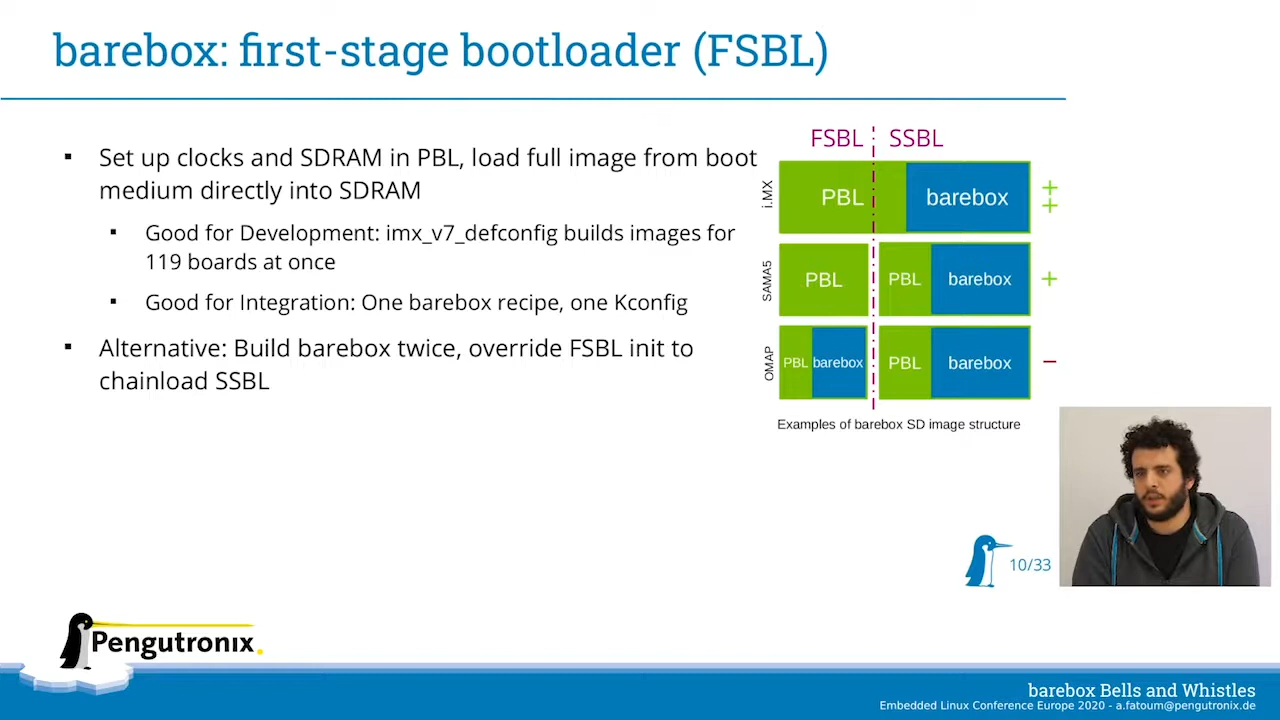 barebox: first-stage bootloader (FSBL)
▪ Set up clocks and SDRAM in PBL, load full image from boot
medium directly into SDRAM
▪ Good for Development: imx_v7_defconfig builds images for
119 boards at once
▪ Good for Integration: One barebox recipe, one Kconfig
▪ Alternative: Build barebox twice, override FSBL init to
chainload SSBL
FSBL SSBL
i.MX PBL barebox ++
SAMA5 PBL PBL barebox +
OMAP PBL barebox PBL barebox −
Examples of barebox SD image structure
10/33
Pengutronix
barebox Bells and Whistles
Embedded Linux Conference Europe 2020 - a.fatoum@pengutronix.de